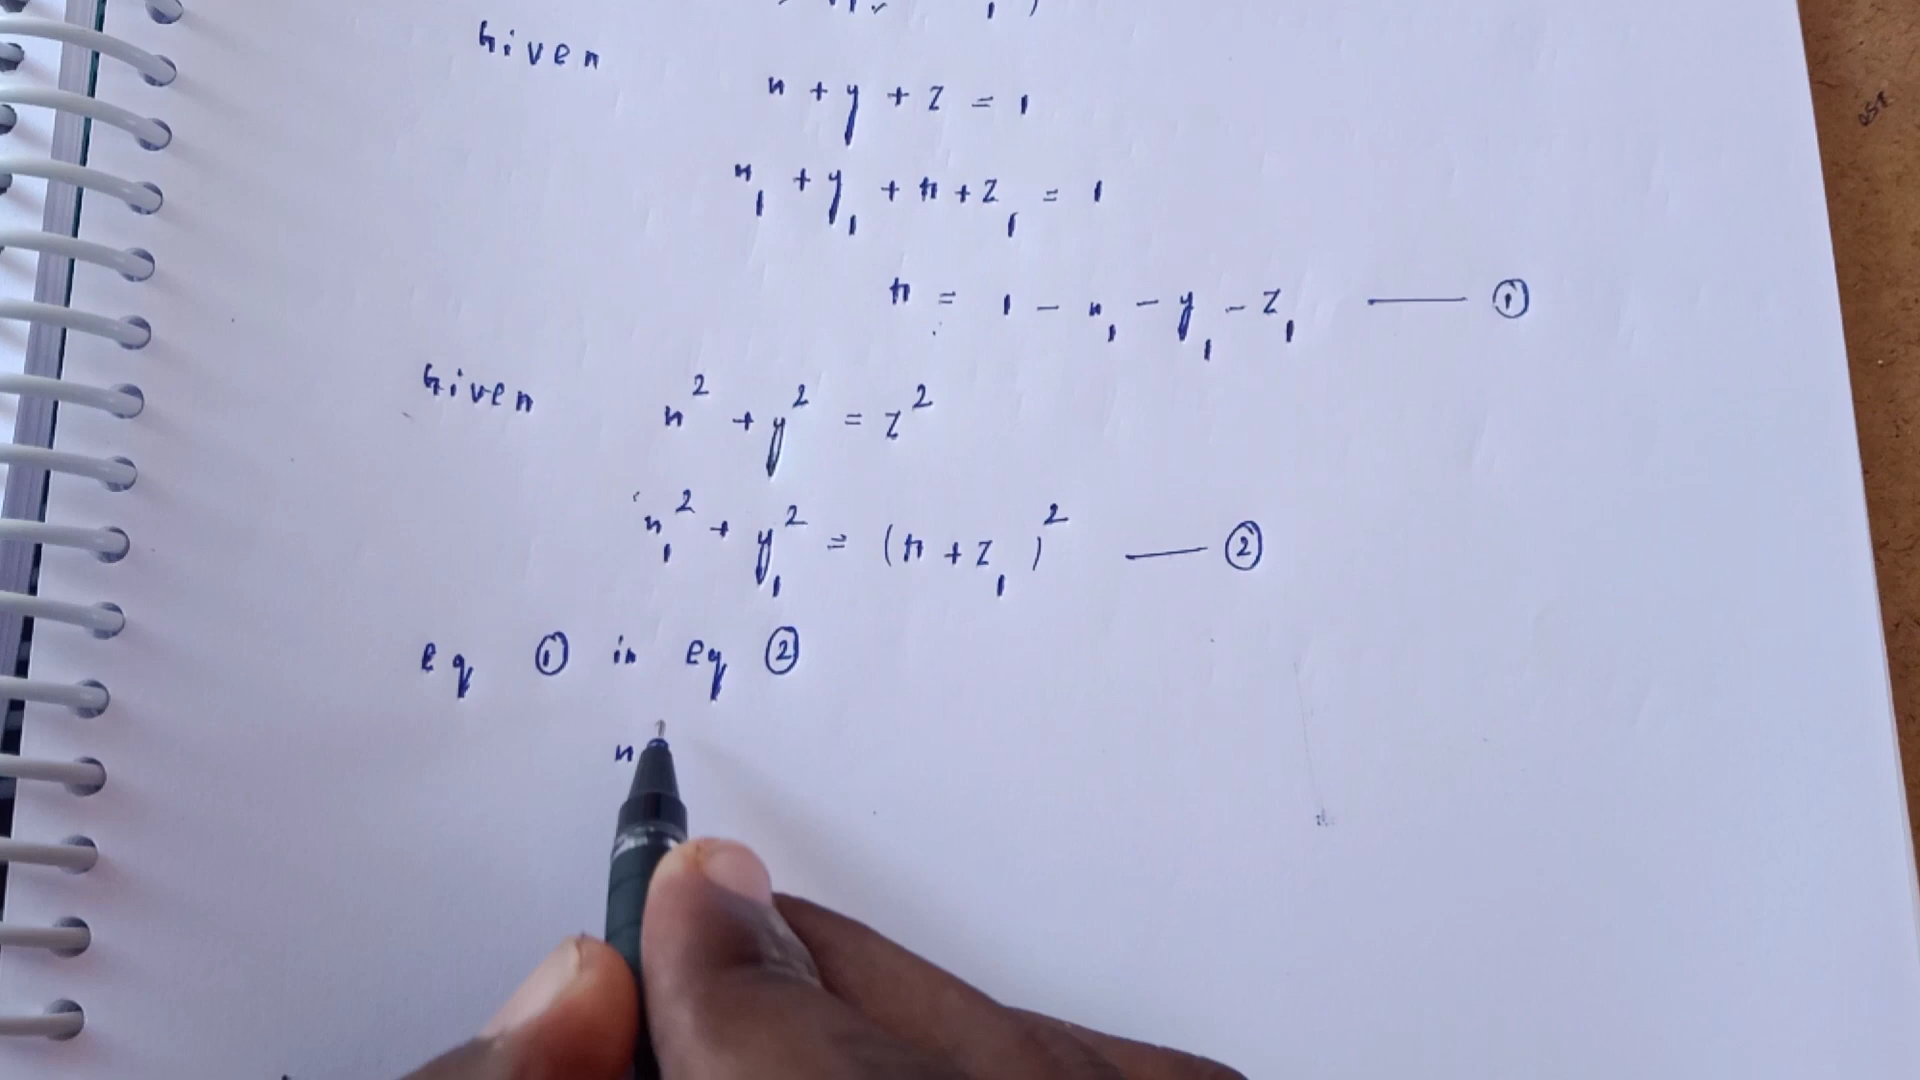 Given
x + y + z = 1
x₁ + y₁ + n + z₁ = 1
n = 1 - x₁ - y₁ - z₁ —— ①
Given x² + y² = z²
x₁² + y₁² = (n + z₁)² —— ②
eq ① in eq ②
x